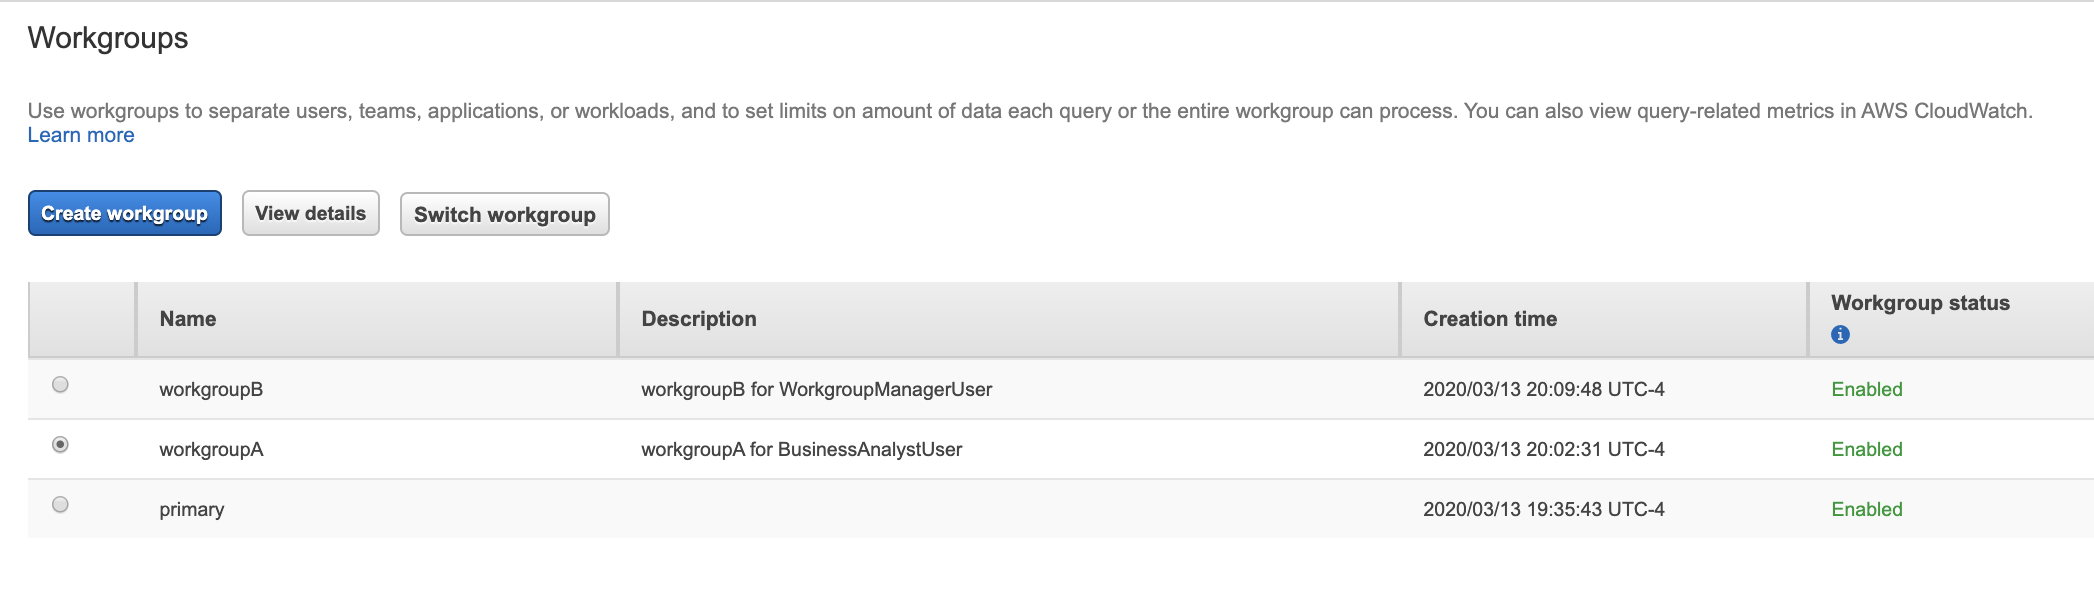 Workgroups
Use workgroups to separate users, teams, applications, or workloads, and to set limits on amount of data each query or the entire workgroup can process. You can also view query-related metrics in AWS CloudWatch.
Learn more
Create workgroup View details Switch workgroup
Name Description Creation time Workgroup status
workgroupB workgroupB for WorkgroupManagerUser 2020/03/13 20:09:48 UTC-4 Enabled
workgroupA workgroupA for BusinessAnalystUser 2020/03/13 20:02:31 UTC-4 Enabled
primary 2020/03/13 19:35:43 UTC-4 Enabled